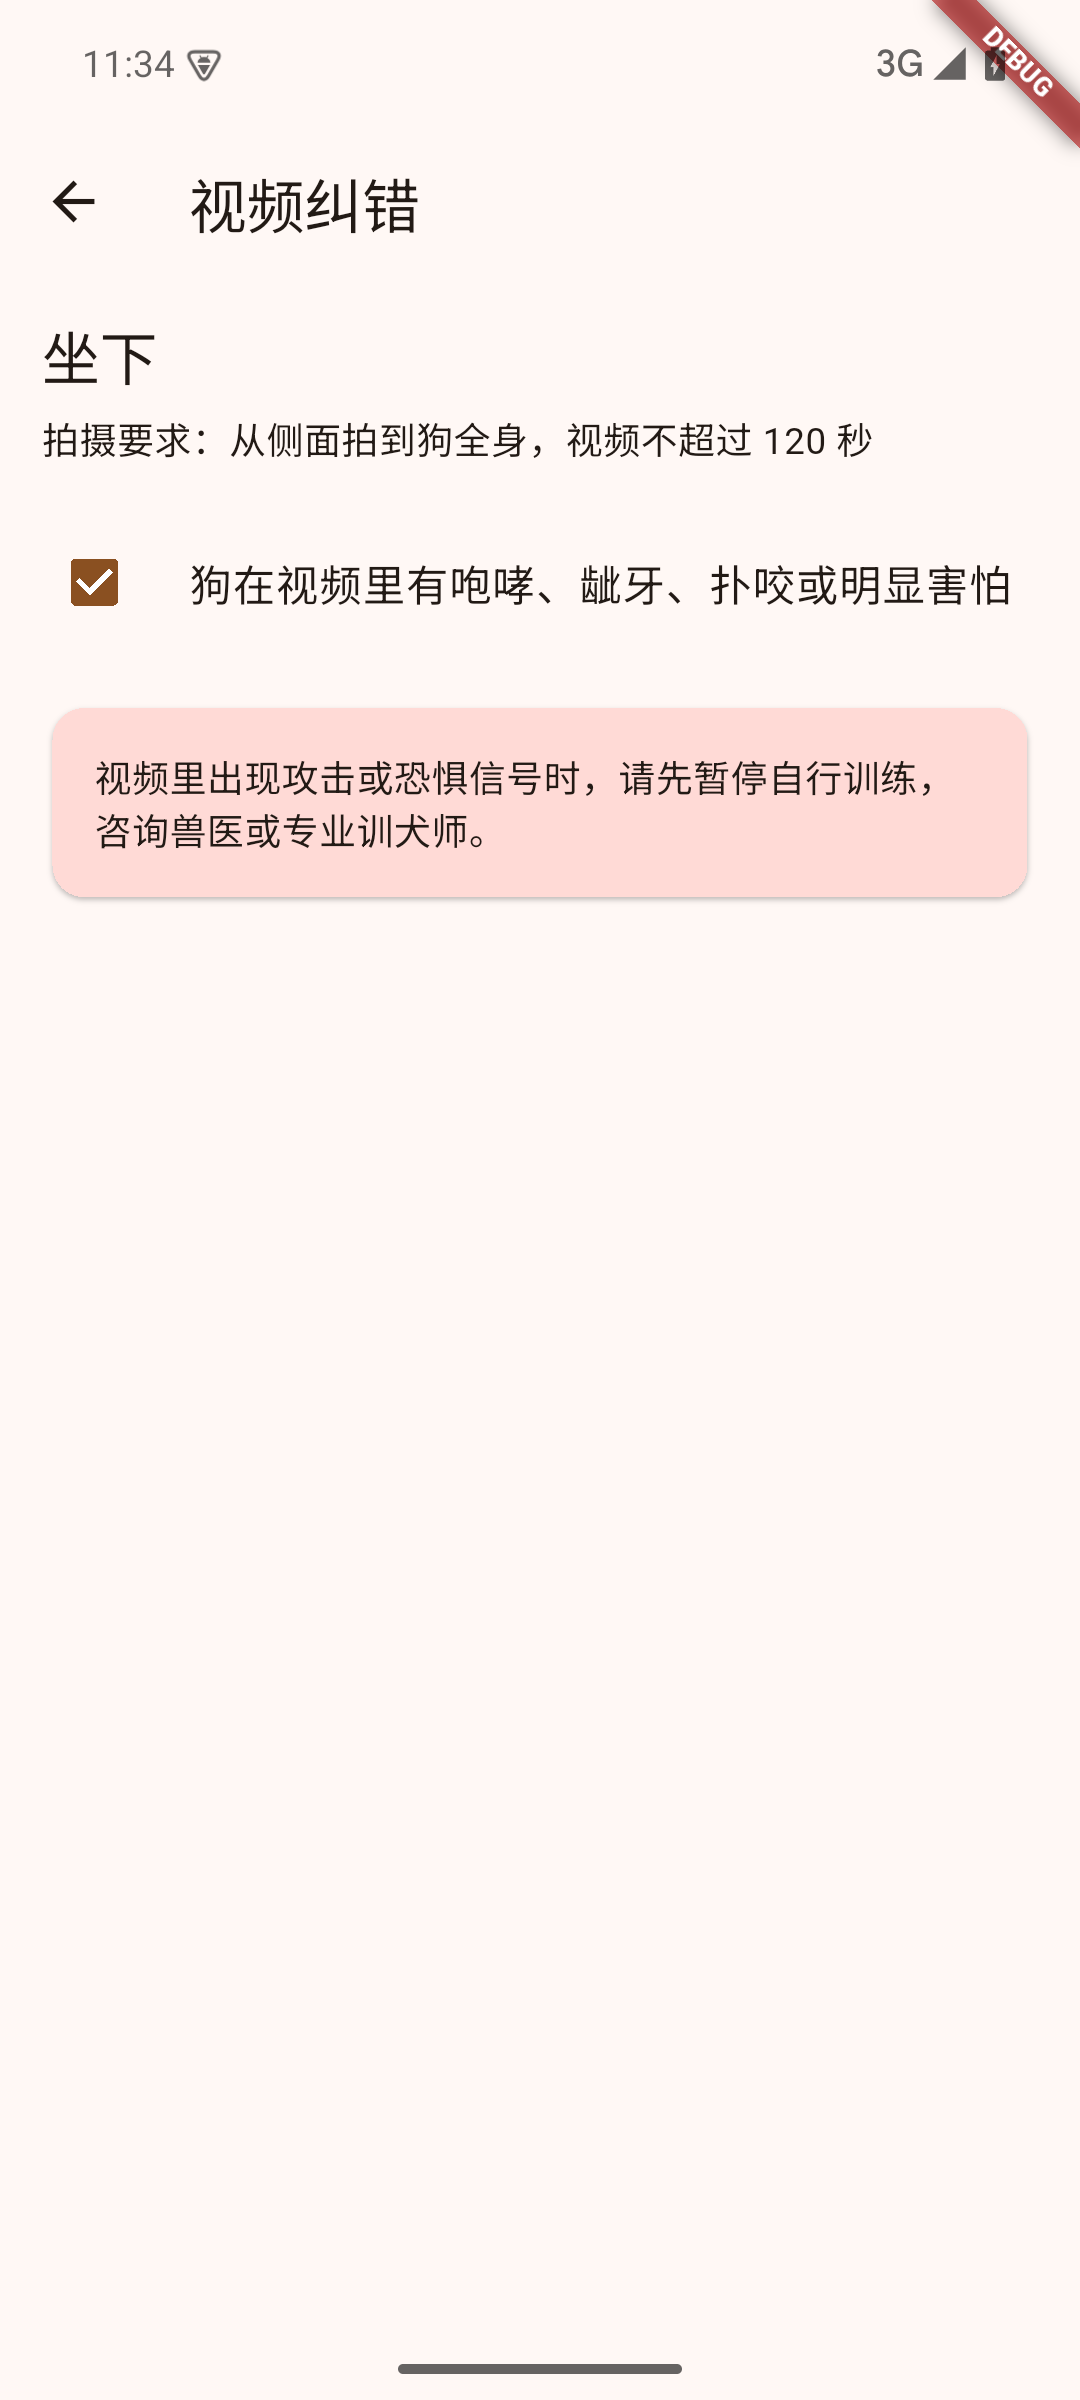 11:34
3G
DEBUG
视频纠错
坐下
拍摄要求：从侧面拍到狗全身，视频不超过 120 秒
狗在视频里有咆哮、龇牙、扑咬或明显害怕
视频里出现攻击或恐惧信号时，请先暂停自行训练，
咨询兽医或专业训犬师。